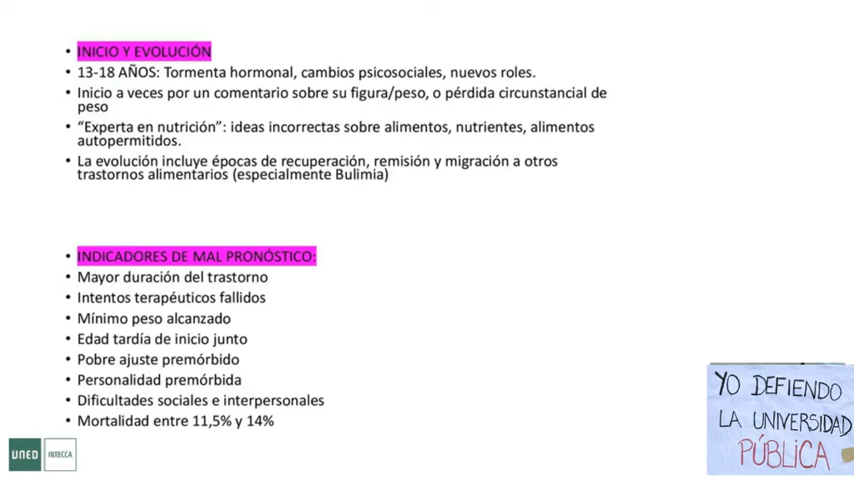 INICIO Y EVOLUCIÓN
13-18 AÑOS: Tormenta hormonal, cambios psicosociales, nuevos roles.
Inicio a veces por un comentario sobre su figura/peso, o pérdida circunstancial de
peso
“Experta en nutrición”: ideas incorrectas sobre alimentos, nutrientes, alimentos
autopermitidos.
La evolución incluye épocas de recuperación, remisión y migración a otros
trastornos alimentarios (especialmente Bulimia)
INDICADORES DE MAL PRONÓSTICO:
Mayor duración del trastorno
Intentos terapéuticos fallidos
Mínimo peso alcanzado
Edad tardía de inicio junto
Pobre ajuste premórbido
Personalidad premórbida
Dificultades sociales e interpersonales
Mortalidad entre 11,5% y 14%
UNED INTECCA
YO DEFIENDO
LA UNIVERSIDAD
PÚBLICA